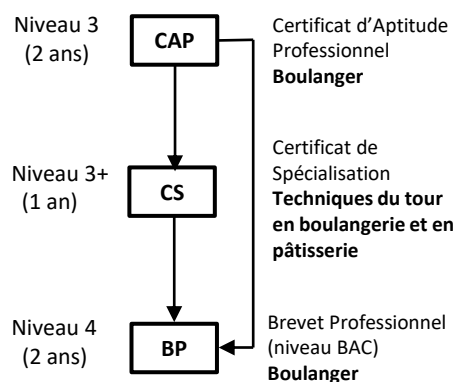 Niveau 3
(2 ans)
CAP
Certificat d’Aptitude
Professionnel
Boulanger
Niveau 3+
(1 an)
CS
Certificat de
Spécialisation
Techniques du tour
en boulangerie et en
pâtisserie
Niveau 4
(2 ans)
BP
Brevet Professionnel
(niveau BAC)
Boulanger